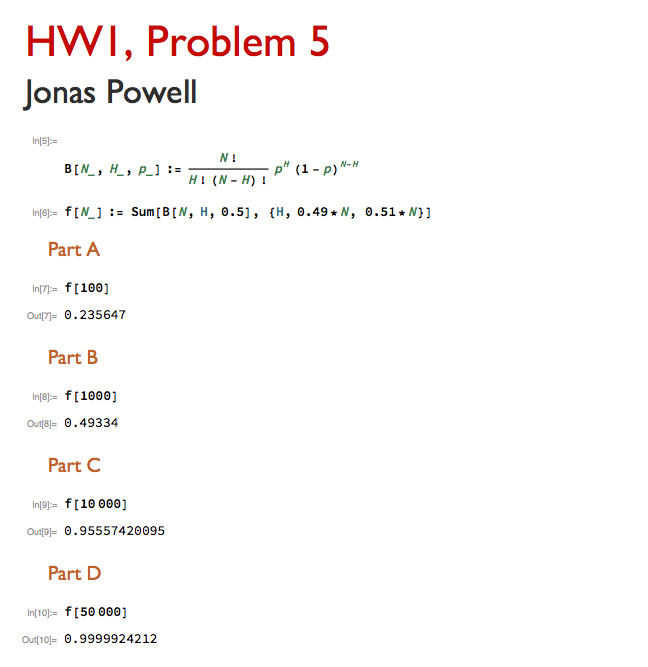 HW1, Problem 5
Jonas Powell
In[5]:=
B[N_, H_, p_] := N! / (H! (N - H)!) p^H (1 - p)^(N-H)
In[6]:= f[N_] := Sum[B[N, H, 0.5], {H, 0.49*N, 0.51*N}]
Part A
In[7]:= f[100]
Out[7]= 0.235647
Part B
In[8]:= f[1000]
Out[8]= 0.49334
Part C
In[9]:= f[10 000]
Out[9]= 0.95557420095
Part D
In[10]:= f[50 000]
Out[10]= 0.9999924212